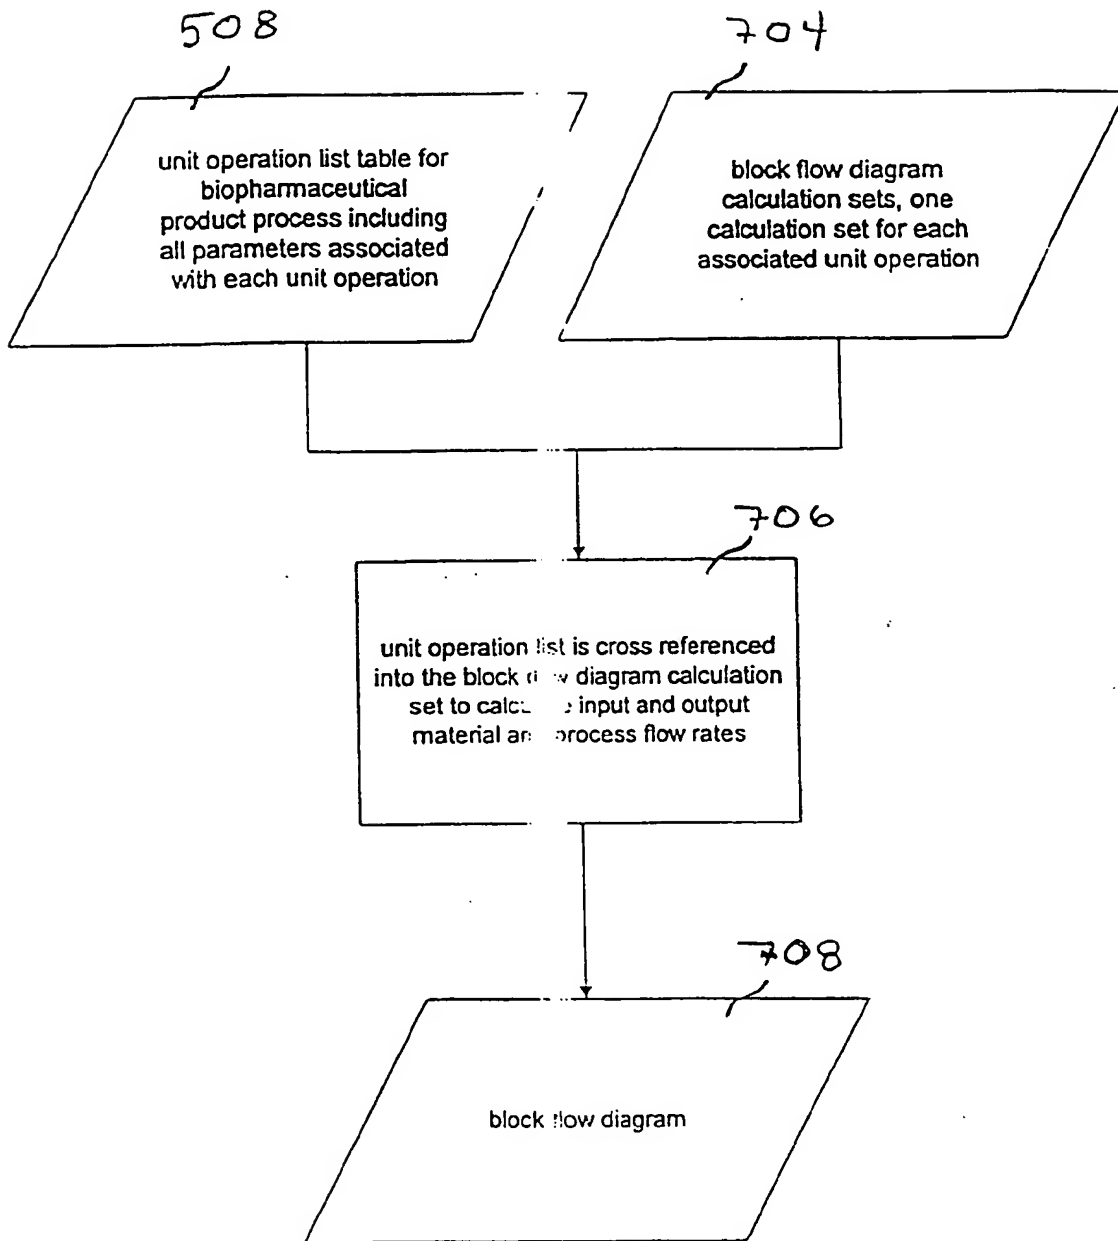 508
704
unit operation list table for
biopharmaceutical
product process including
all parameters associated
with each unit operation
block flow diagram
calculation sets, one
calculation set for each
associated unit operation
706
unit operation list is cross referenced
into the block diagram calculation
set to input and output
material process flow rates
708
block flow diagram